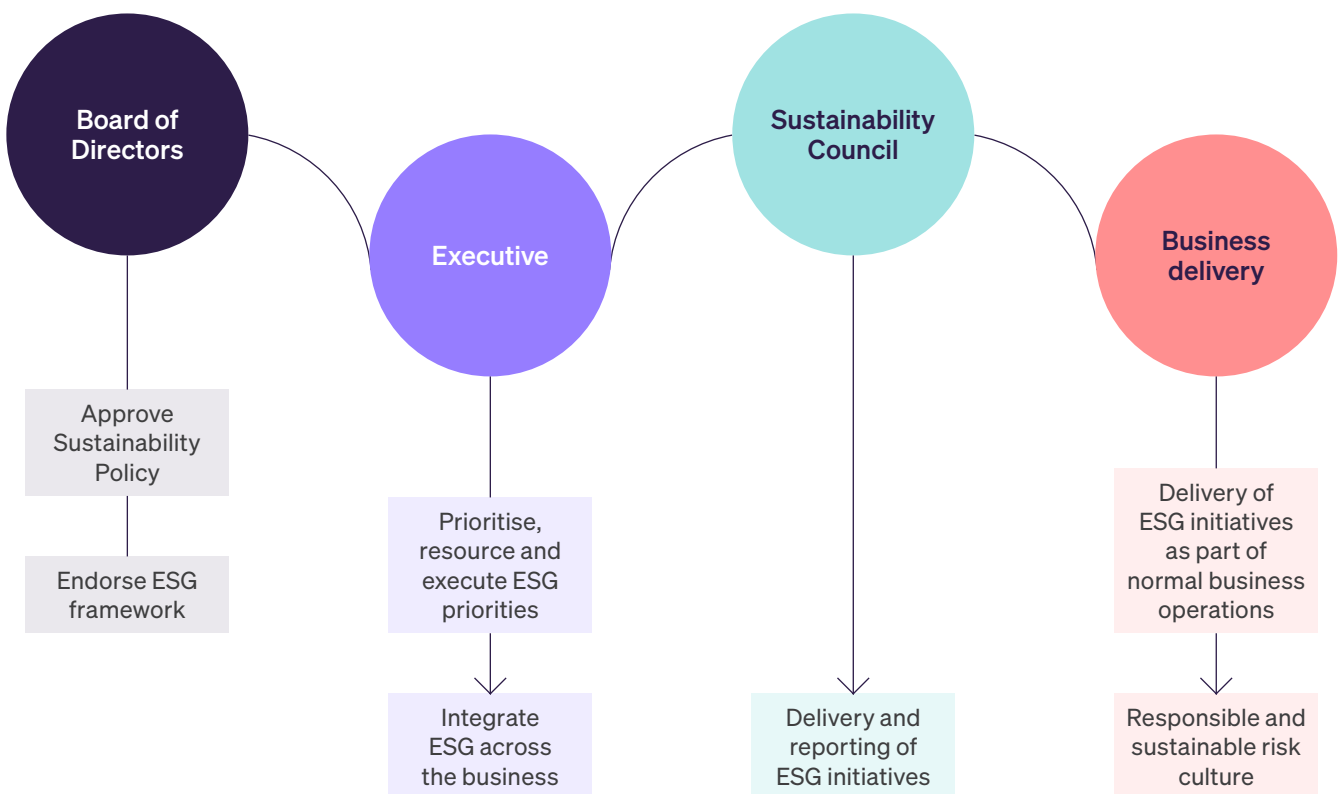 Board of
Directors
Executive
Sustainability
Council
Business
delivery
Approve
Sustainability
Policy
Endorse ESG
framework
Prioritise,
resource and
execute ESG
priorities
Integrate
ESG across
the business
Delivery and
reporting of
ESG initiatives
Delivery of
ESG initiatives
as part of
normal business
operations
Responsible and
sustainable risk
culture